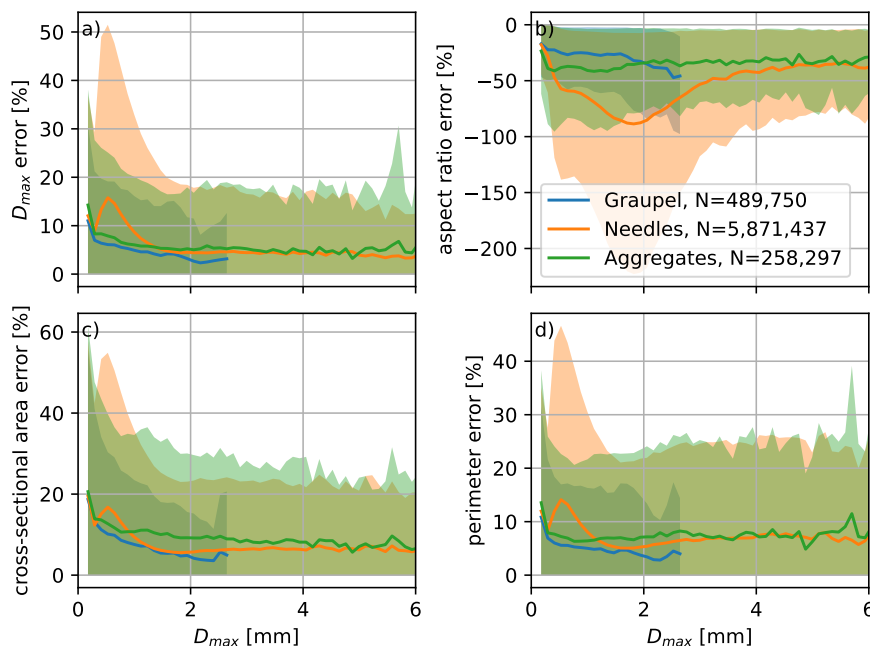 a)
50
40
30
20
10
0
D_max error [%]
b)
0
−50
−100
−150
−200
aspect ratio error [%]
Graupel, N=489,750
Needles, N=5,871,437
Aggregates, N=258,297
c)
60
40
20
0
cross-sectional area error [%]
0 2 4 6
D_max [mm]
d)
40
30
20
10
0
perimeter error [%]
0 2 4 6
D_max [mm]